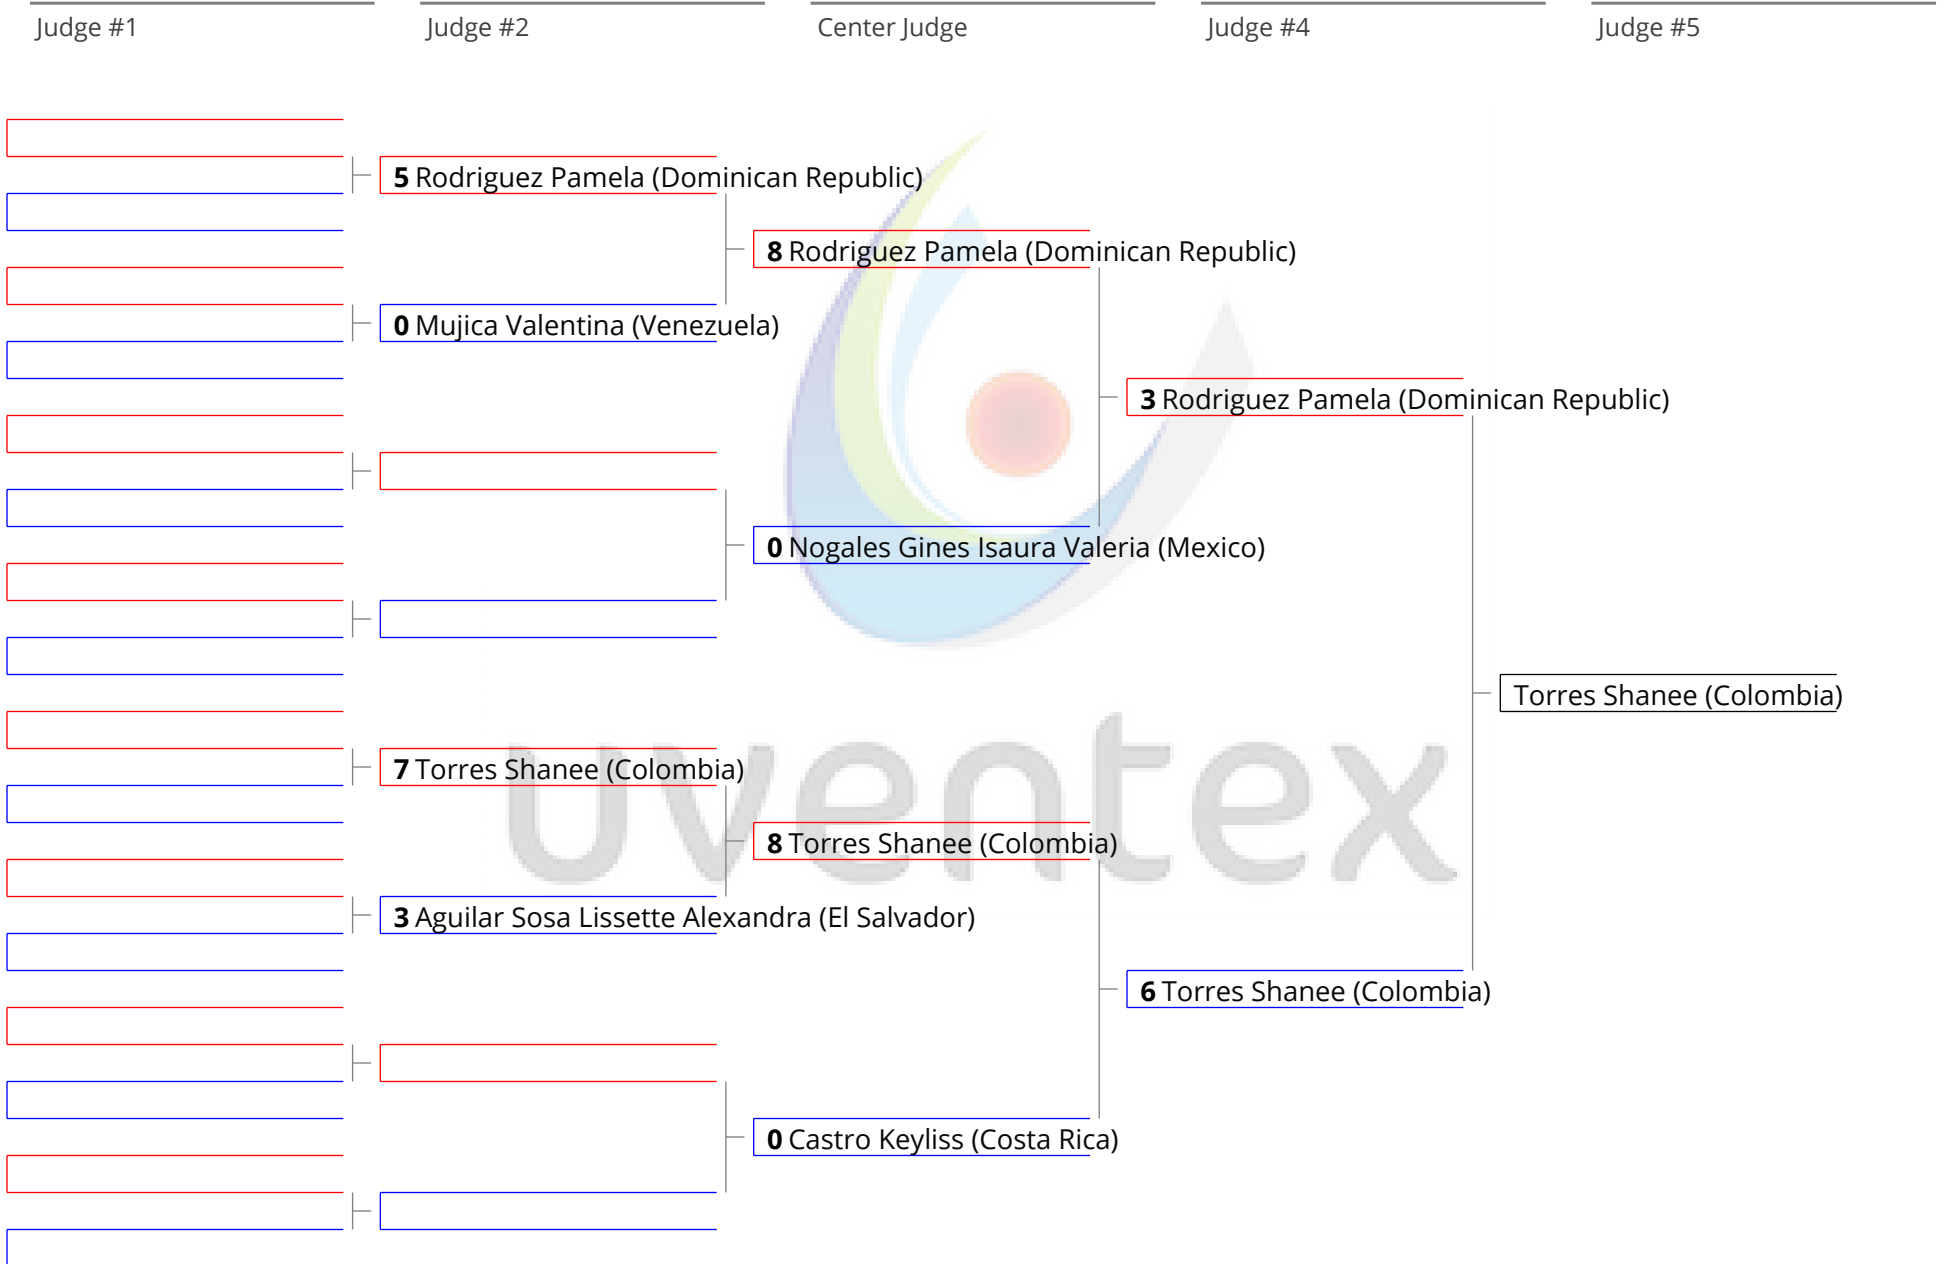 Judge #1 Judge #2 Center Judge Judge #4 Judge #5
5 Rodriguez Pamela (Dominican Republic)
8 Rodriguez Pamela (Dominican Republic)
0 Mujica Valentina (Venezuela)
3 Rodriguez Pamela (Dominican Republic)
0 Nogales Gines Isaura Valeria (Mexico)
Torres Shanee (Colombia)
7 Torres Shanee (Colombia)
uventex
8 Torres Shanee (Colombia)
3 Aguilar Sosa Lissette Alexandra (El Salvador)
6 Torres Shanee (Colombia)
0 Castro Keyliss (Costa Rica)